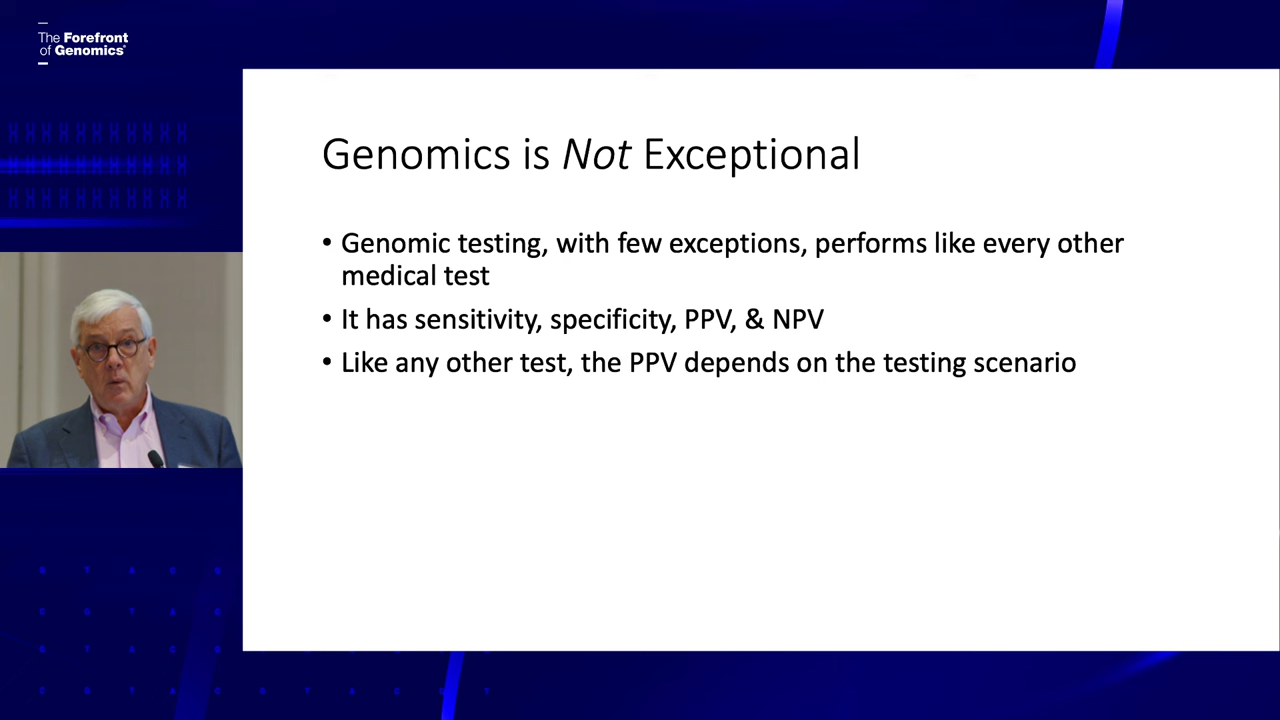 The Forefront
of Genomics®
Genomics is Not Exceptional
• Genomic testing, with few exceptions, performs like every other
medical test
• It has sensitivity, specificity, PPV, & NPV
• Like any other test, the PPV depends on the testing scenario